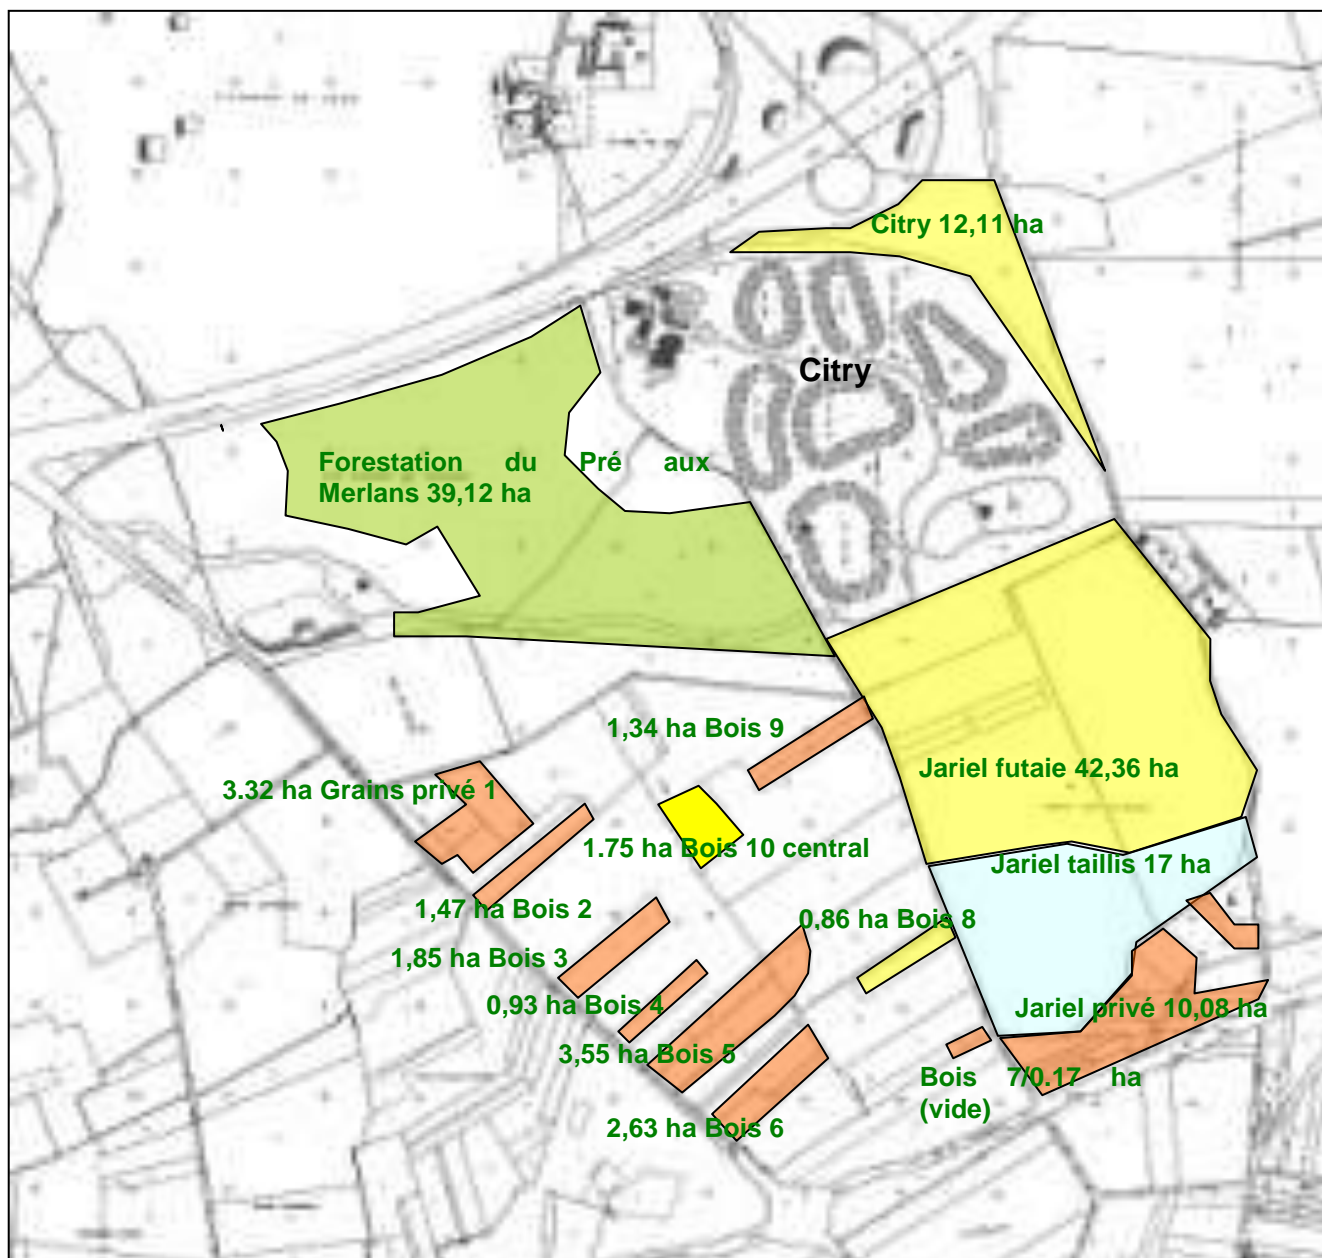 Citry 12,11 ha
Citry
Forestation du Pré aux
Merlans 39,12 ha
1,34 ha Bois 9
Jariel futaie 42,36 ha
3.32 ha Grains privé 1
1.75 ha Bois 10 central
Jariel taillis 17 ha
1,47 ha Bois 2
0,86 ha Bois 8
1,85 ha Bois 3
0,93 ha Bois 4
Jariel privé 10,08 ha
3,55 ha Bois 5
Bois 7/0.17 ha
(vide)
2,63 ha Bois 6